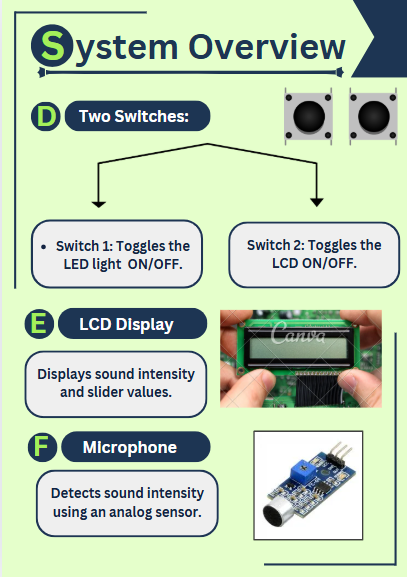 System Overview
D Two Switches:
• Switch 1: Toggles the
LED light ON/OFF.
Switch 2: Toggles the
LCD ON/OFF.
E LCD DIsplay
Canva
Displays sound intensity
and slider values.
F Microphone
Detects sound intensity
using an analog sensor.